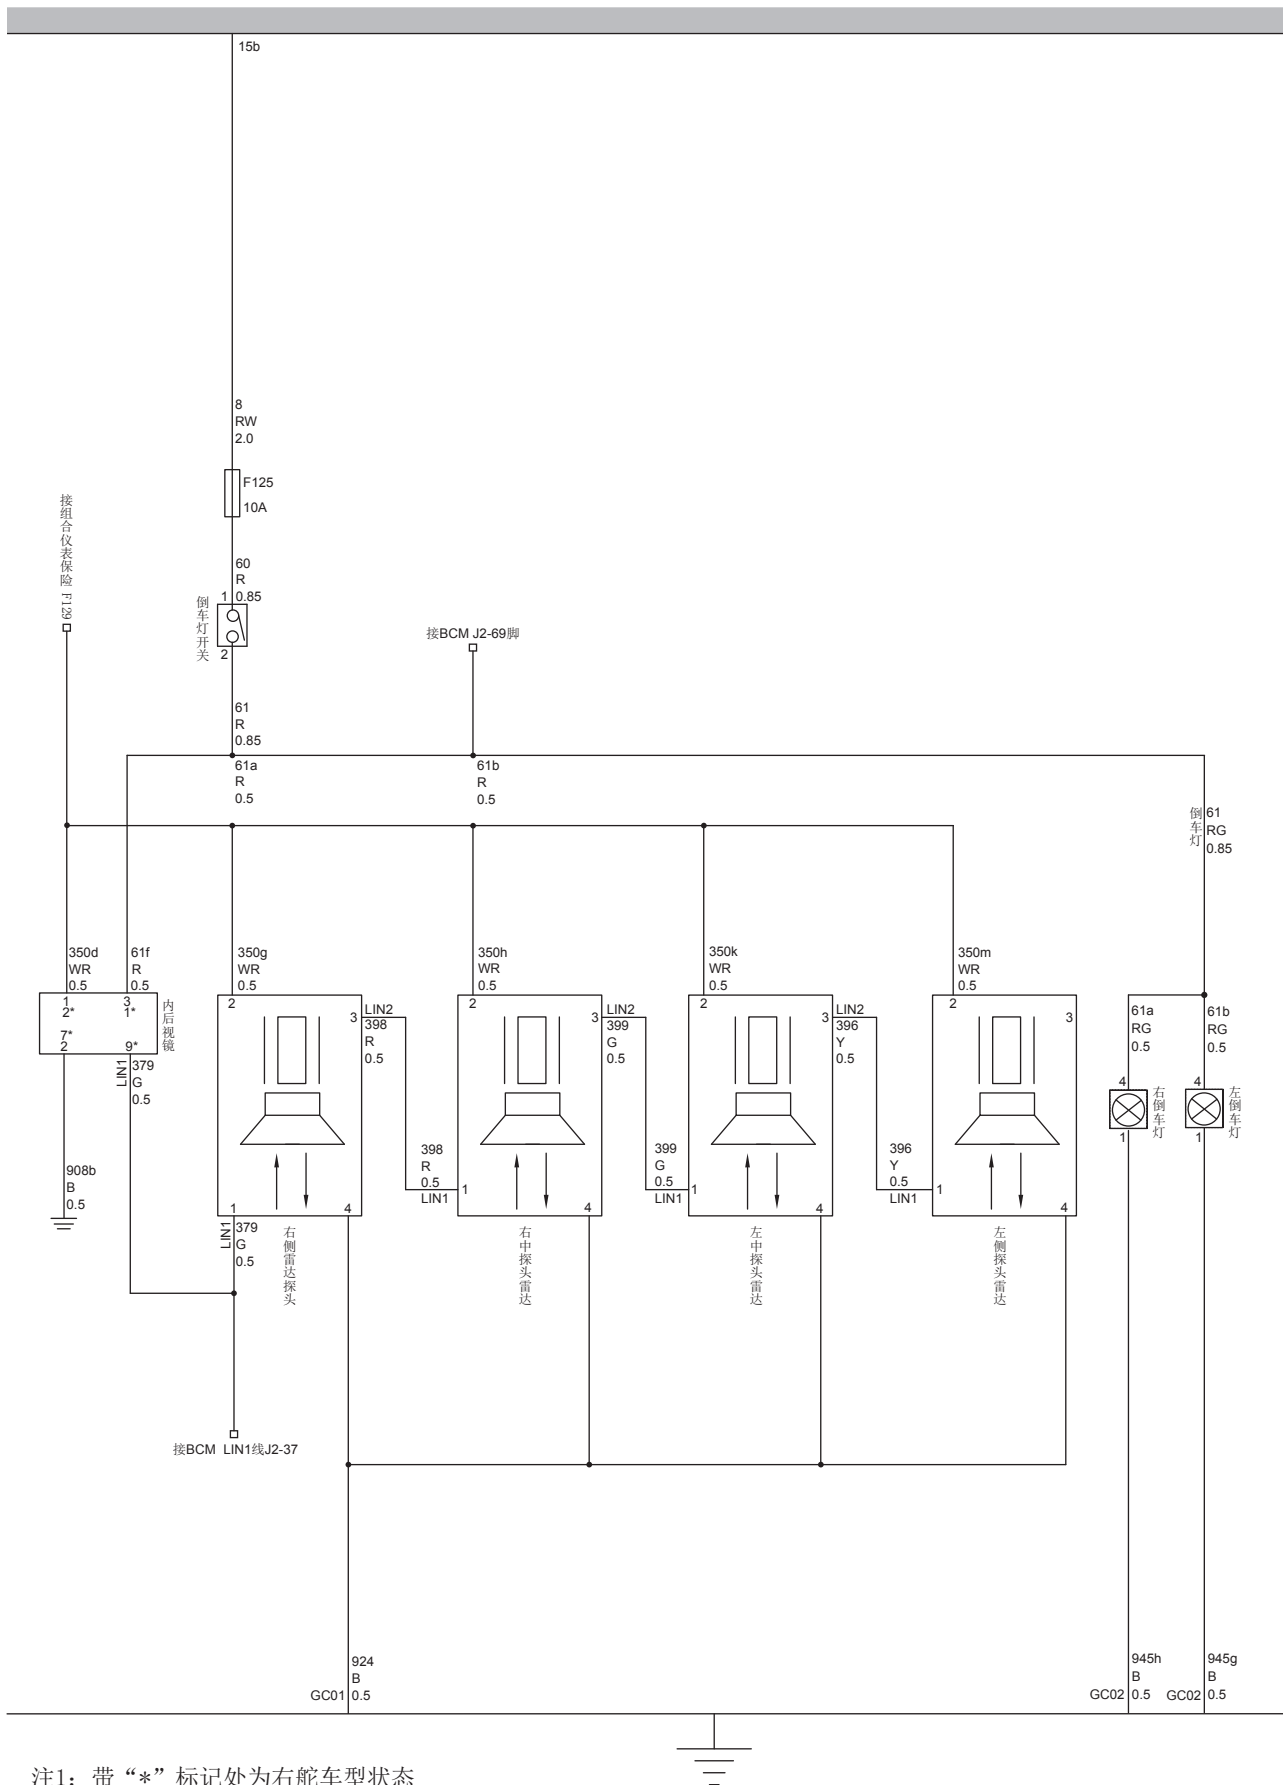 15b
8
RW
2.0
F125
10A
接组合仪表保险 F129
60
R
1 0.85
倒车灯开关
2
接BCM J2-69脚
61
R
0.85
61a
R
0.5
61b
R
0.5
倒车灯
61
RG
0.85
350d
WR
0.5
61f
R
0.5
350g
WR
0.5
350h
WR
0.5
350k
WR
0.5
350m
WR
0.5
1
2*
3
1*
7*
2
9*
内后视镜
LIN1
379
G
0.5
908b
B
0.5
2
3
LIN2
398
R
0.5
1
4
LIN1
379
G
0.5
右侧雷达探头
398
R
0.5
LIN1
1
2
3
LIN2
399
G
0.5
4
右中探头雷达
399
G
0.5
LIN1
1
2
3
LIN2
396
Y
0.5
4
左中探头雷达
396
Y
0.5
LIN1
1
2
3
4
左侧探头雷达
61a
RG
0.5
61b
RG
0.5
4
1
右倒车灯
4
1
左倒车灯
接BCM LIN1线J2-37
924
B
GC01 0.5
945h
B
GC02 0.5
945g
B
GC02 0.5
注1：带“*”标记处为右舵车型状态